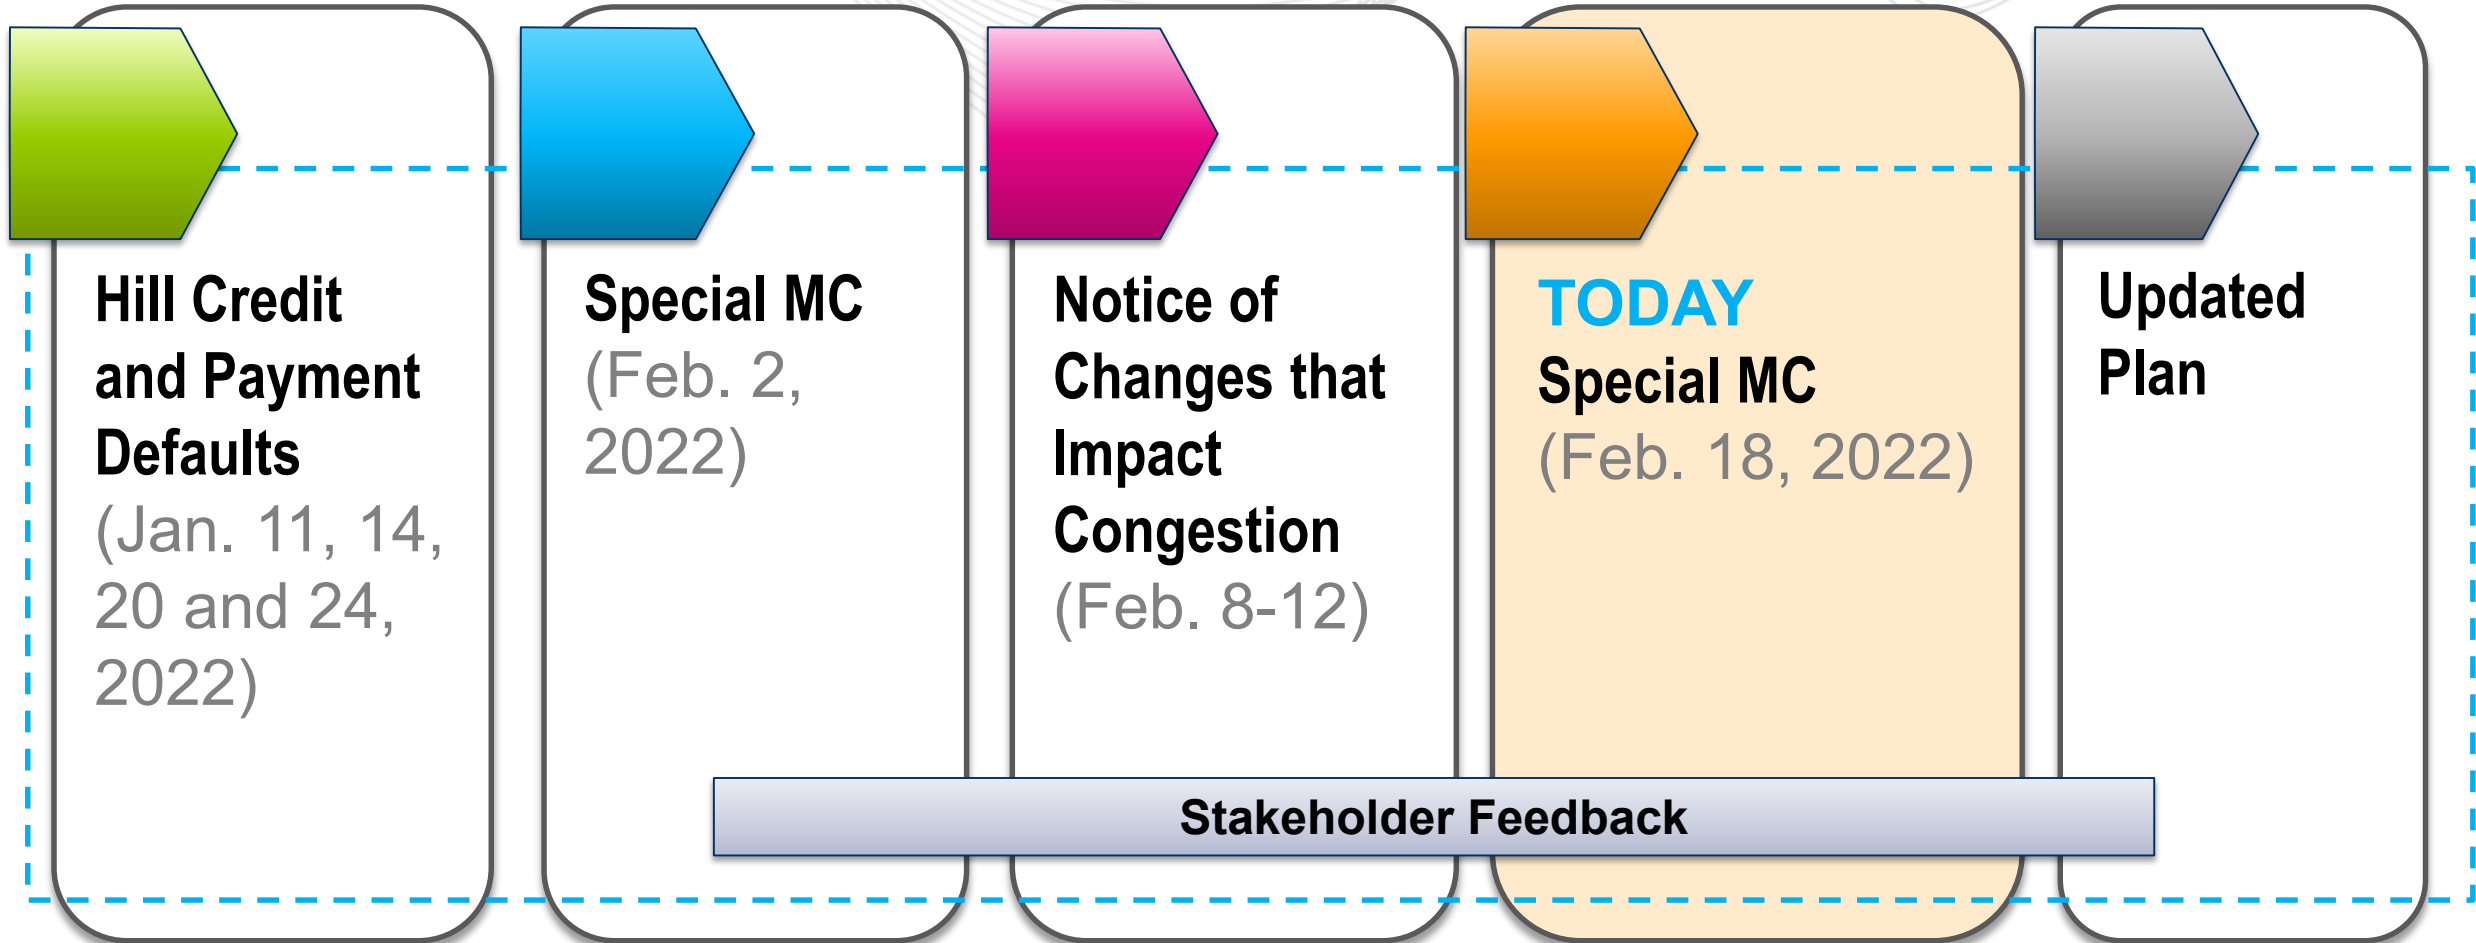 Hill Credit
and Payment
Defaults
(Jan. 11, 14,
20 and 24,
2022)
Special MC
(Feb. 2,
2022)
Notice of
Changes that
Impact
Congestion
(Feb. 8-12)
TODAY
Special MC
(Feb. 18, 2022)
Updated
Plan
Stakeholder Feedback